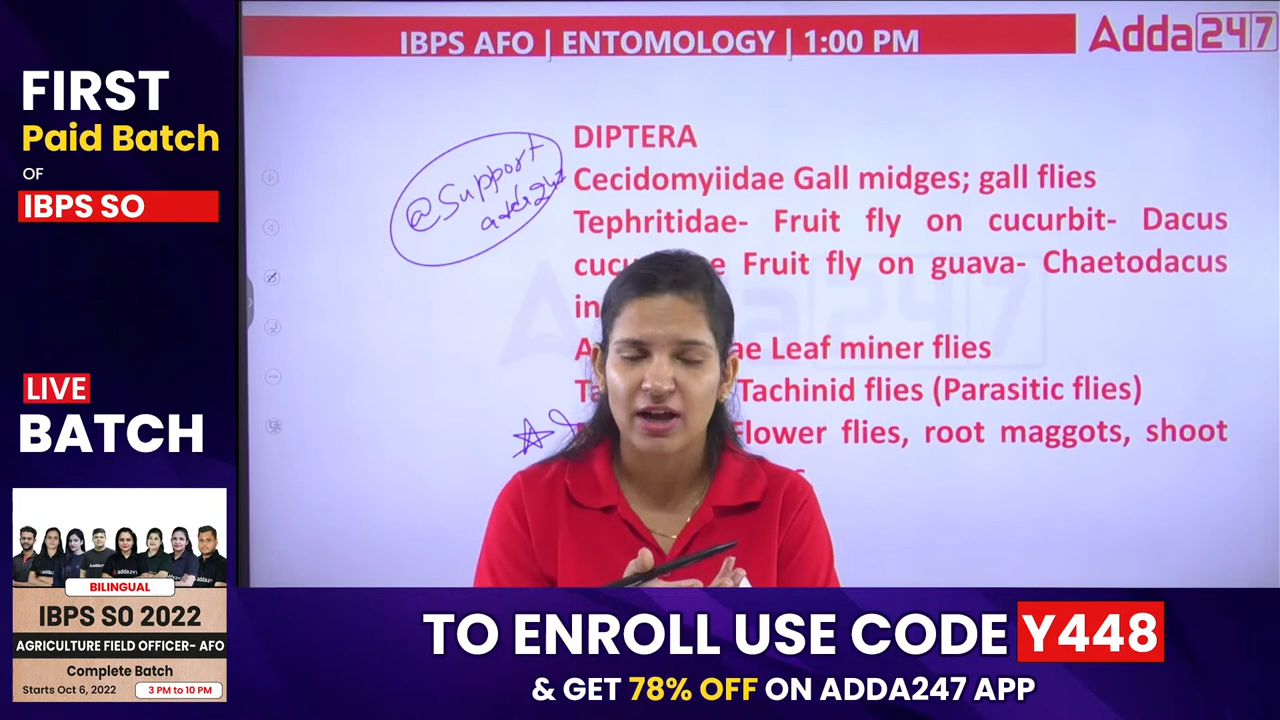 FIRST
Paid Batch
OF
IBPS SO
LIVE
BATCH
BILINGUAL
IBPS SO 2022
AGRICULTURE FIELD OFFICER- AFO
Complete Batch
Starts Oct 6, 2022 3 PM to 10 PM
IBPS AFO | ENTOMOLOGY | 1:00 PM
Adda247
@Support
DIPTERA
Cecidomyiidae Gall midges; gall flies
Tephritidae- Fruit fly on cucurbit- Dacus
Fruit fly on guava- Chaetodacus
Leaf miner flies
Tachinid flies (Parasitic flies)
Flower flies, root maggots, shoot
TO ENROLL USE CODE Y448
& GET 78% OFF ON ADDA247 APP